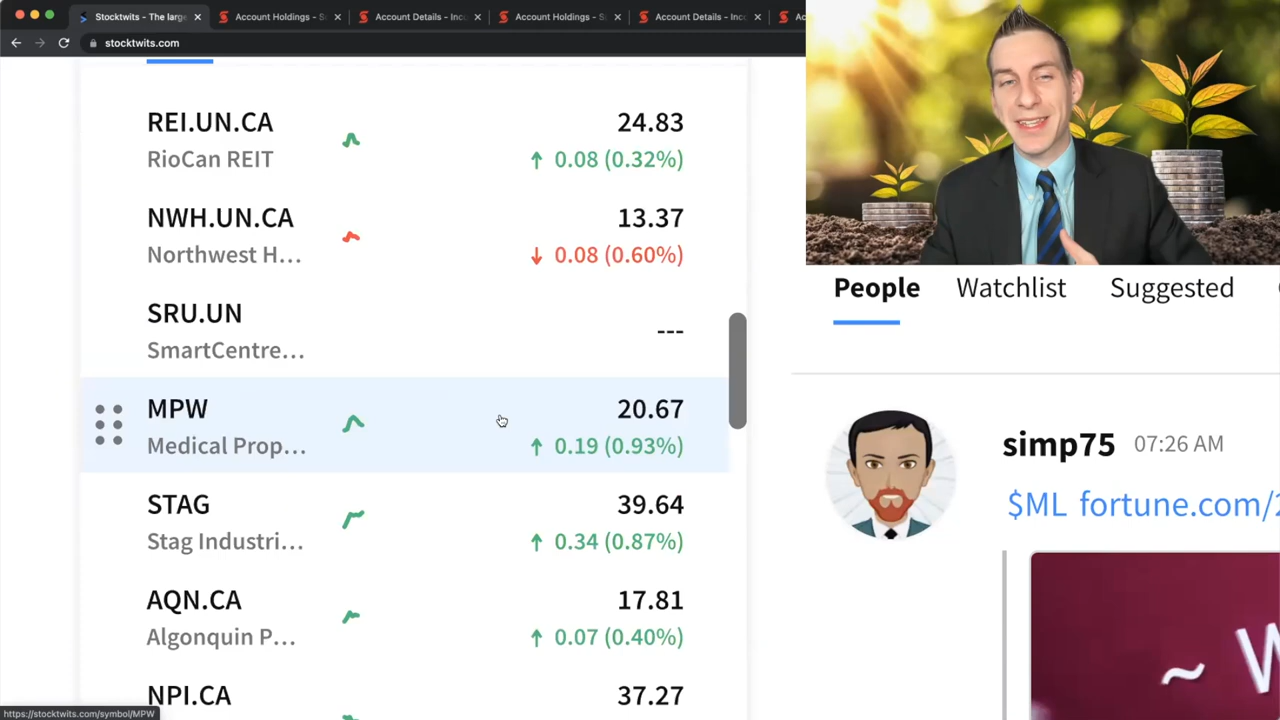 Stocktwits - The large
Account Holdings - S
Account Details - Inc
Account Holdings - S
Account Details - Inc
stocktwits.com
REI.UN.CA
24.83
RioCan REIT
↑ 0.08 (0.32%)
NWH.UN.CA
13.37
Northwest H...
↓ 0.08 (0.60%)
SRU.UN
---
SmartCentre...
MPW
20.67
Medical Prop...
↑ 0.19 (0.93%)
STAG
39.64
Stag Industri...
↑ 0.34 (0.87%)
AQN.CA
17.81
Algonquin P...
↑ 0.07 (0.40%)
NPI.CA
37.27
https://stocktwits.com/symbol/MPW
People
Watchlist
Suggested
simp75 07:26 AM
$ML fortune.com/2
~ W